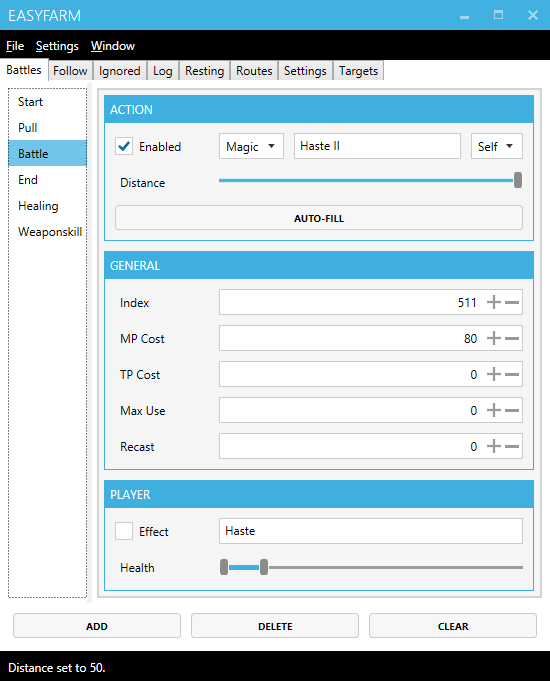 EASYFARM
File Settings Window
Battles Follow Ignored Log Resting Routes Settings Targets
Start
Pull
Battle
End
Healing
Weaponskill
ACTION
Enabled Magic Haste II Self
Distance
AUTO-FILL
GENERAL
Index 511
MP Cost 80
TP Cost 0
Max Use 0
Recast 0
PLAYER
Effect Haste
Health
ADD DELETE CLEAR
Distance set to 50.